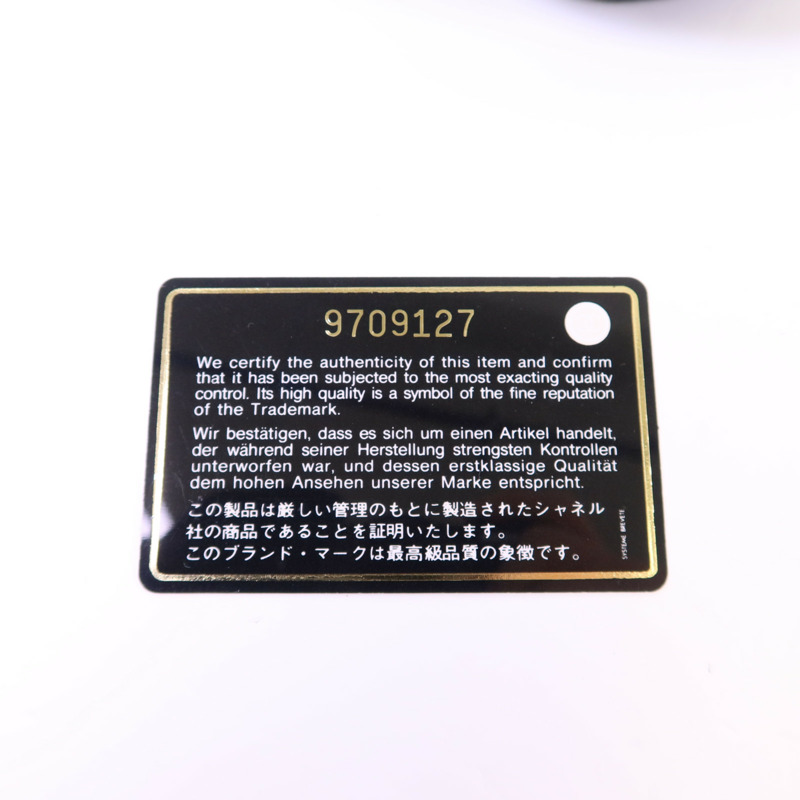 9709127
We certify the authenticity of this item and confirm
that it has been subjected to the most exacting quality
control. Its high quality is a symbol of the fine reputation
of the Trademark.
Wir bestätigen, dass es sich um einen Artikel handelt,
der während seiner Herstellung strengsten Kontrollen
unterworfen war, und dessen erstklassige Qualität
dem hohen Ansehen unserer Marke entspricht.
この製品は厳しい管理のもとに製造されたシャネル
社の商品であることを証明いたします。
このブランド・マークは最高級品質の象徴です。
SYSTEME BREVETE